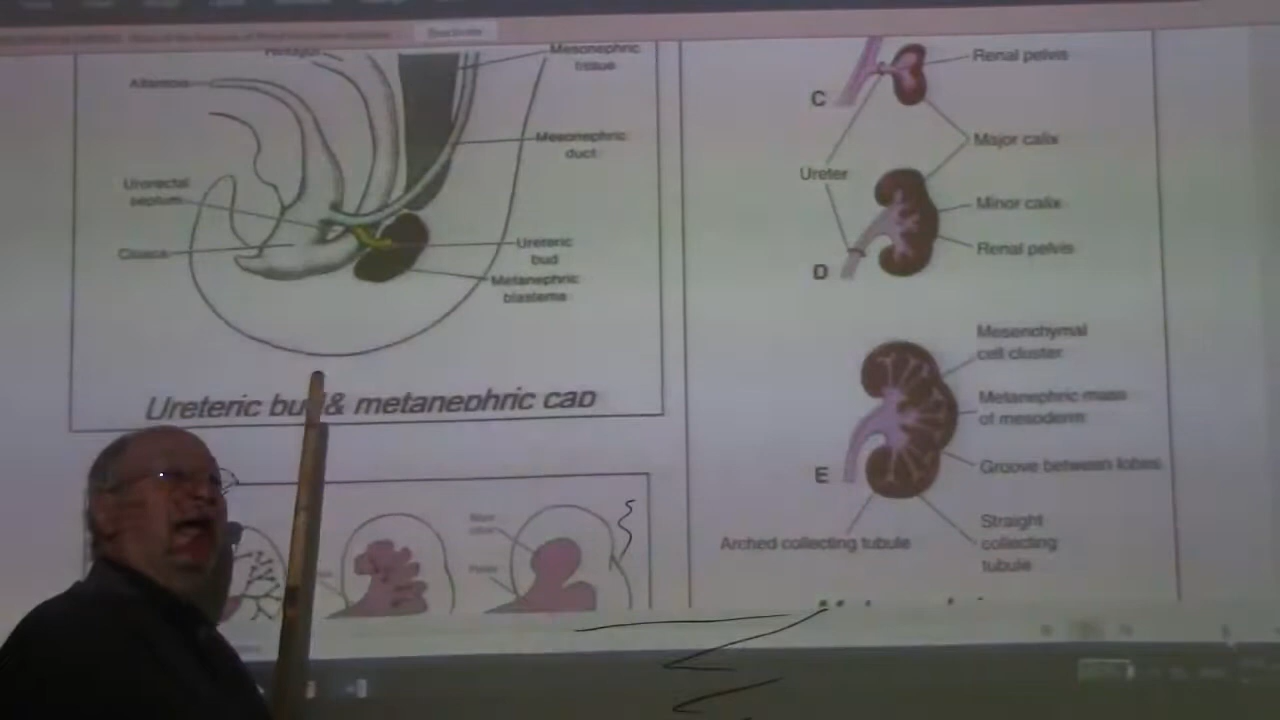 Mesonephric
tissue
Allantois
Mesonephric
duct
Urorectal
septum
Cloaca
Ureteric
bud
Metanephric
blastema
Ureteric bu & metanephric cap
Renal pelvis
C
Major calix
Ureter
Minor calix
Renal pelvis
D
Mesenchymal
cell cluster
Metanephric mass
of mesoderm
Groove between lobes
E
Straight
collecting
tubule
Arched collecting tubule
Pelvis